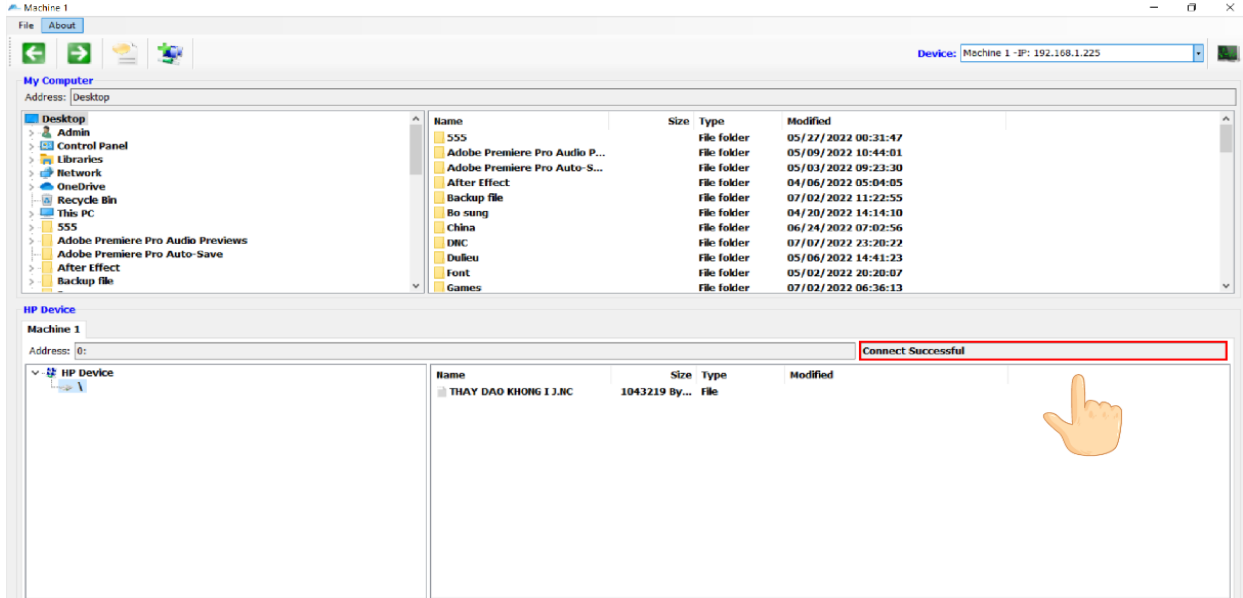 Machine 1
File About
Device: Machine 1 -IP: 192.168.1.225
My Computer
Address: Desktop
Desktop
Admin
Control Panel
Libraries
Network
OneDrive
Recycle Bin
This PC
555
Adobe Premiere Pro Audio Previews
Adobe Premiere Pro Auto-Save
After Effect
Backup file
Name Size Type Modified
555 File folder 05/27/2022 00:31:47
Adobe Premiere Pro Audio P... File folder 05/09/2022 10:44:01
Adobe Premiere Pro Auto-S... File folder 05/03/2022 09:23:30
After Effect File folder 04/06/2022 05:04:05
Backup file File folder 07/02/2022 11:22:55
Bo sung File folder 04/20/2022 14:14:10
China File folder 06/24/2022 07:02:56
DNC File folder 07/07/2022 23:20:22
Dulieu File folder 05/06/2022 14:41:23
Font File folder 05/02/2022 20:20:07
Games File folder 07/02/2022 06:36:13
HP Device
Machine 1
Address: 0:
Connect Successful
HP Device
\
Name Size Type Modified
THAY DAO KHONG I J.NC 1043219 By... File